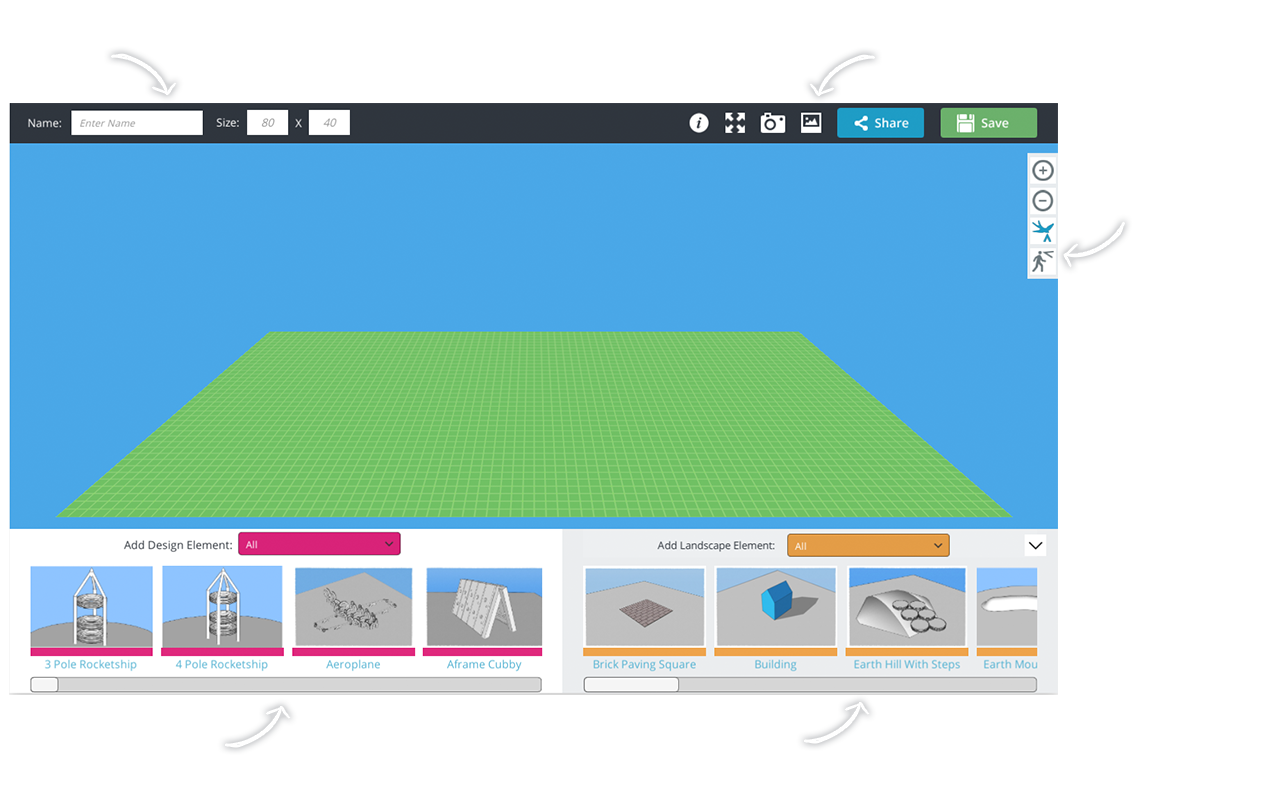 Name: Enter Name Size: 80 X 40 i Share Save
Add Design Element: All
Add Landscape Element: All
3 Pole Rocketship 4 Pole Rocketship Aeroplane Aframe Cubby
Brick Paving Square Building Earth Hill With Steps Earth Mou